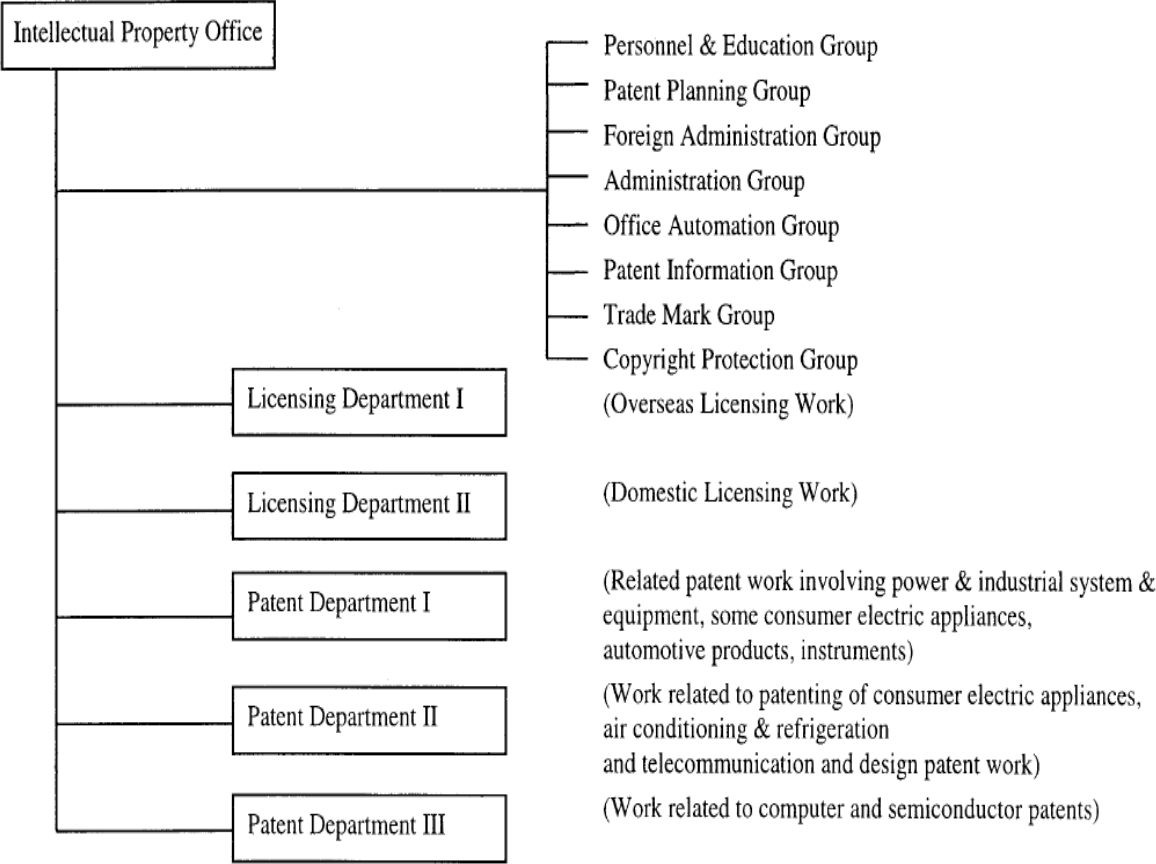 Intellectual Property Office
Personnel & Education Group
Patent Planning Group
Foreign Administration Group
Administration Group
Office Automation Group
Patent Information Group
Trade Mark Group
Copyright Protection Group
Licensing Department I
(Overseas Licensing Work)
Licensing Department II
(Domestic Licensing Work)
Patent Department I
(Related patent work involving power & industrial system &
equipment, some consumer electric appliances,
automotive products, instruments)
Patent Department II
(Work related to patenting of consumer electric appliances,
air conditioning & refrigeration
and telecommunication and design patent work)
Patent Department III
(Work related to computer and semiconductor patents)